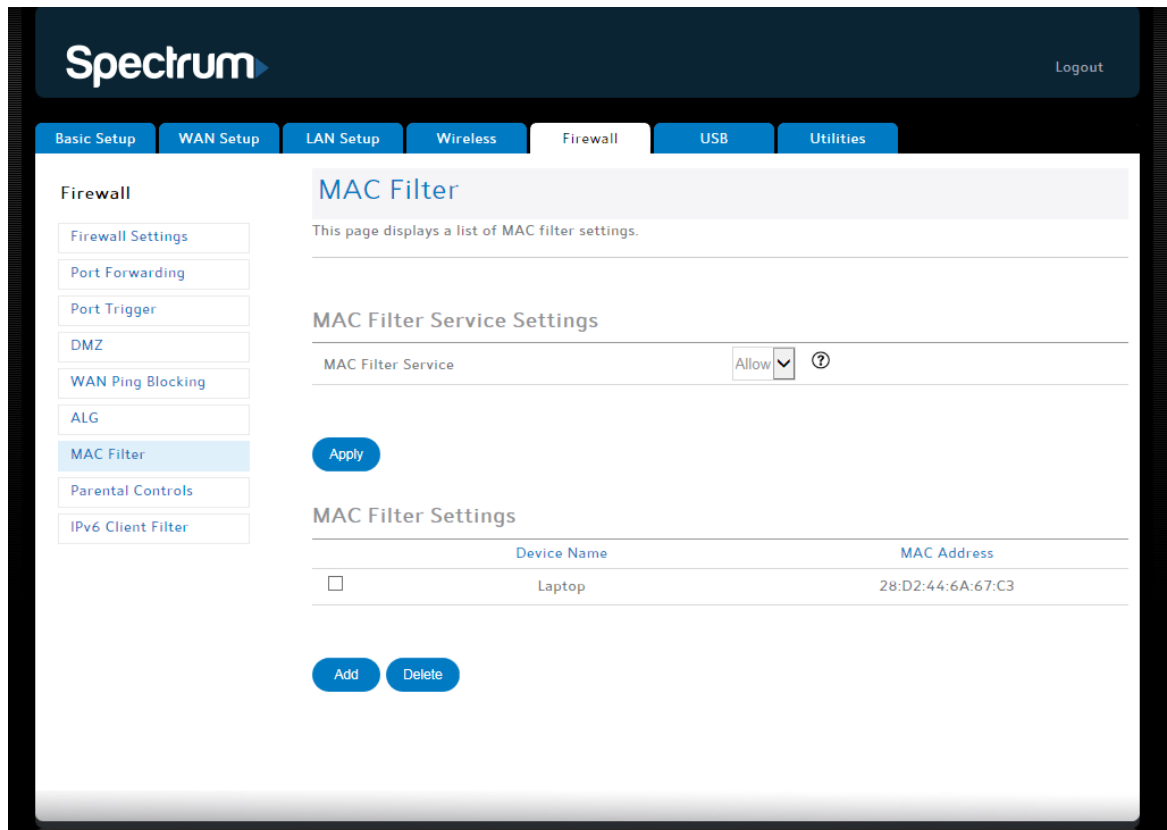 Spectrum
Logout
Basic Setup WAN Setup LAN Setup Wireless Firewall USB Utilities
Firewall
Firewall Settings
Port Forwarding
Port Trigger
DMZ
WAN Ping Blocking
ALG
MAC Filter
Parental Controls
IPv6 Client Filter
MAC Filter
This page displays a list of MAC filter settings.
MAC Filter Service Settings
MAC Filter Service Allow ?
Apply
MAC Filter Settings
Device Name MAC Address
Laptop 28:D2:44:6A:67:C3
Add Delete